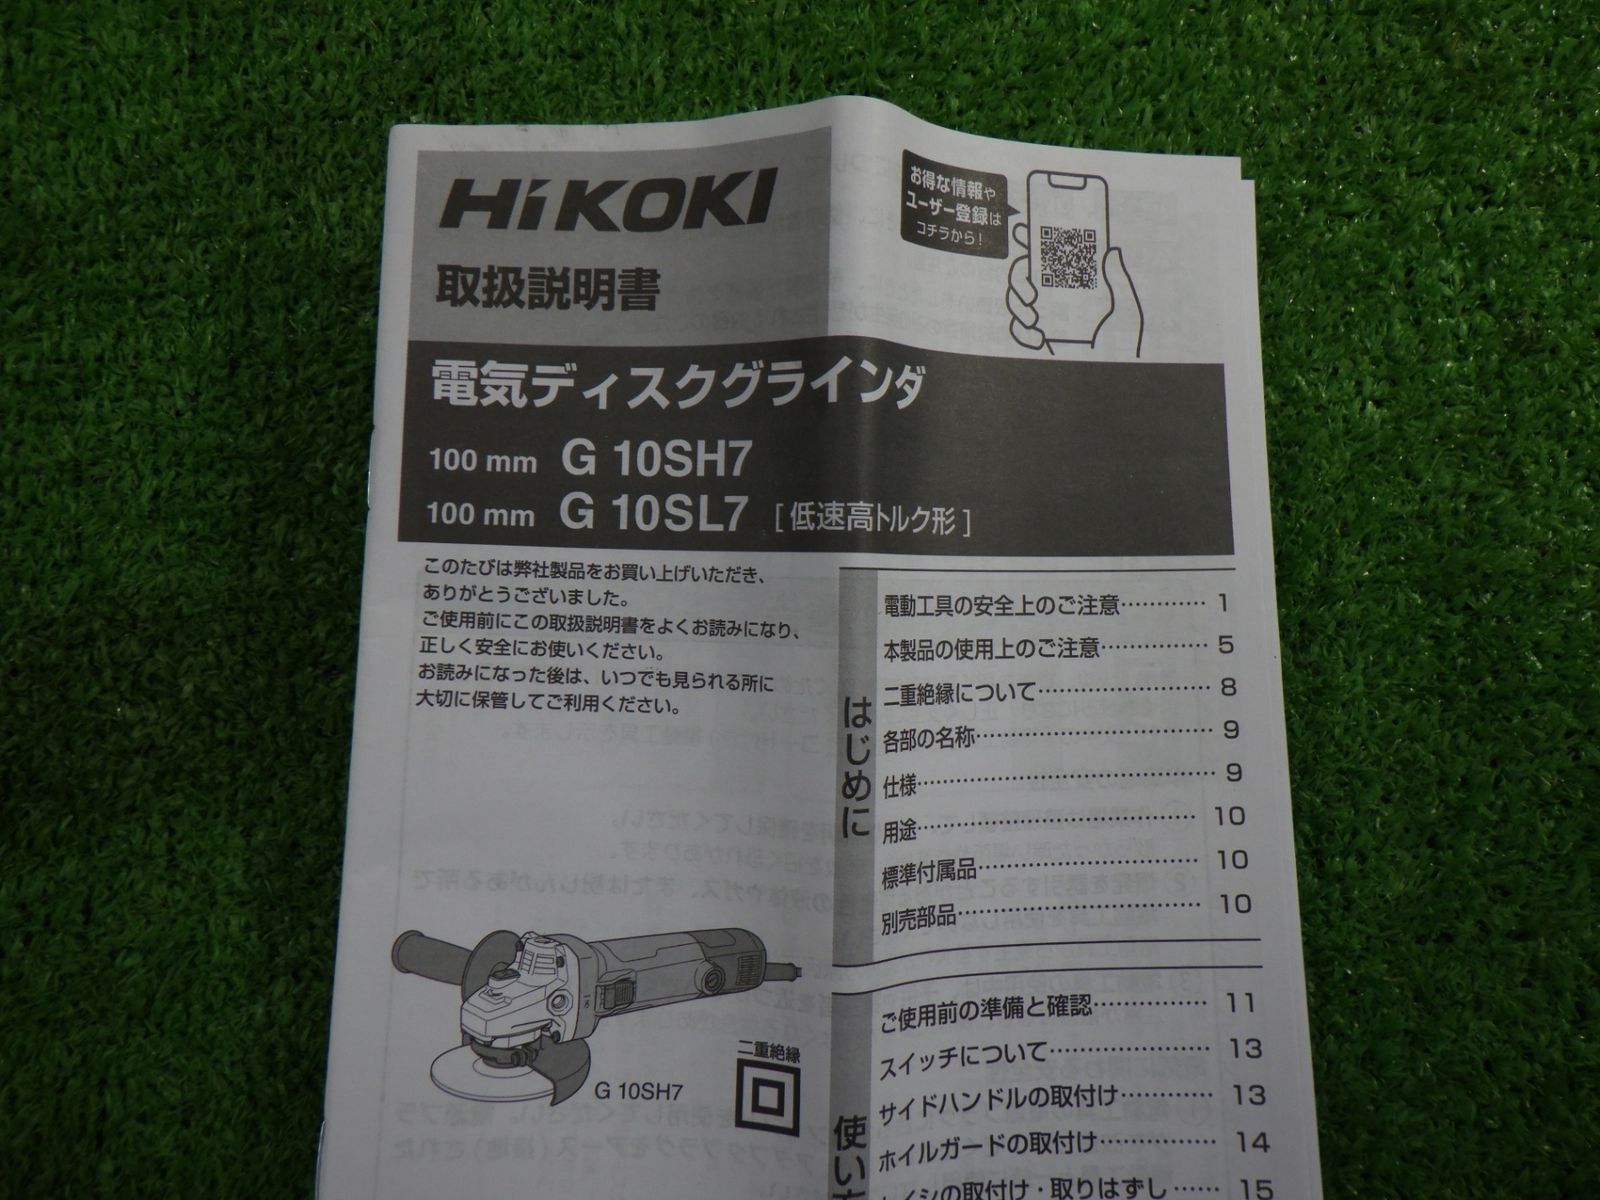 HiKOKI
取扱説明書
お得な情報や
ユーザー登録は
コチラから!
電気ディスクグラインダ
100 mm G 10SH7
100 mm G 10SL7 [低速高トルク形]
このたびは弊社製品をお買い上げいただき、
ありがとうございました。
ご使用前にこの取扱説明書をよくお読みになり、
正しく安全にお使いください。
お読みになった後は、いつでも見られる所に
大切に保管してご利用ください。
G 10SH7
二重絶縁
はじめに
電動工具の安全上のご注意………… 1
本製品の使用上のご注意…………… 5
二重絶縁について…………………… 8
各部の名称…………………………… 9
仕様…………………………………… 9
用途…………………………………… 10
標準付属品…………………………… 10
別売部品……………………………… 10
使い
ご使用前の準備と確認……………… 11
スイッチについて…………………… 13
サイドハンドルの取付け…………… 13
ホイルガードの取付け……………… 14
の取付け・取りはずし…… 15